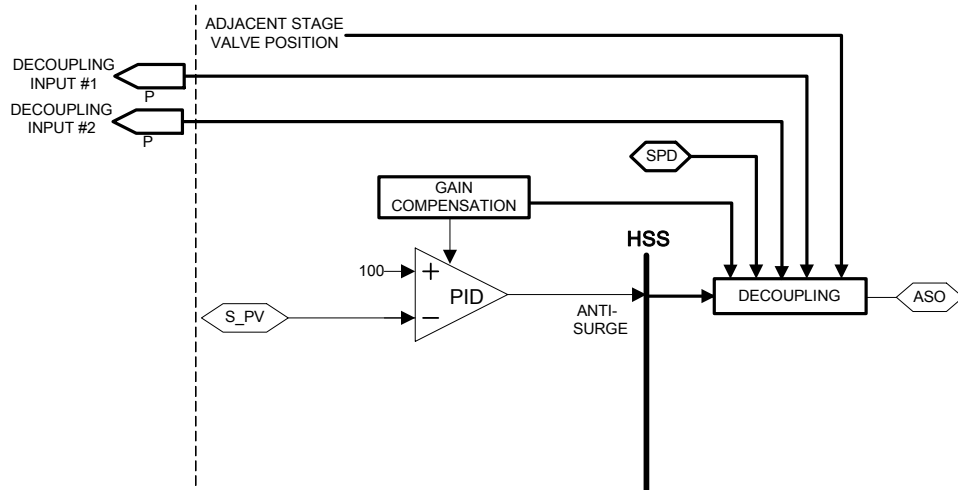 ADJACENT STAGE
VALVE POSITION
DECOUPLING
INPUT #1
P
DECOUPLING
INPUT #2
P
SPD
GAIN
COMPENSATION
HSS
100
+
PID
–
S_PV
ANTI-
SURGE
DECOUPLING
ASO